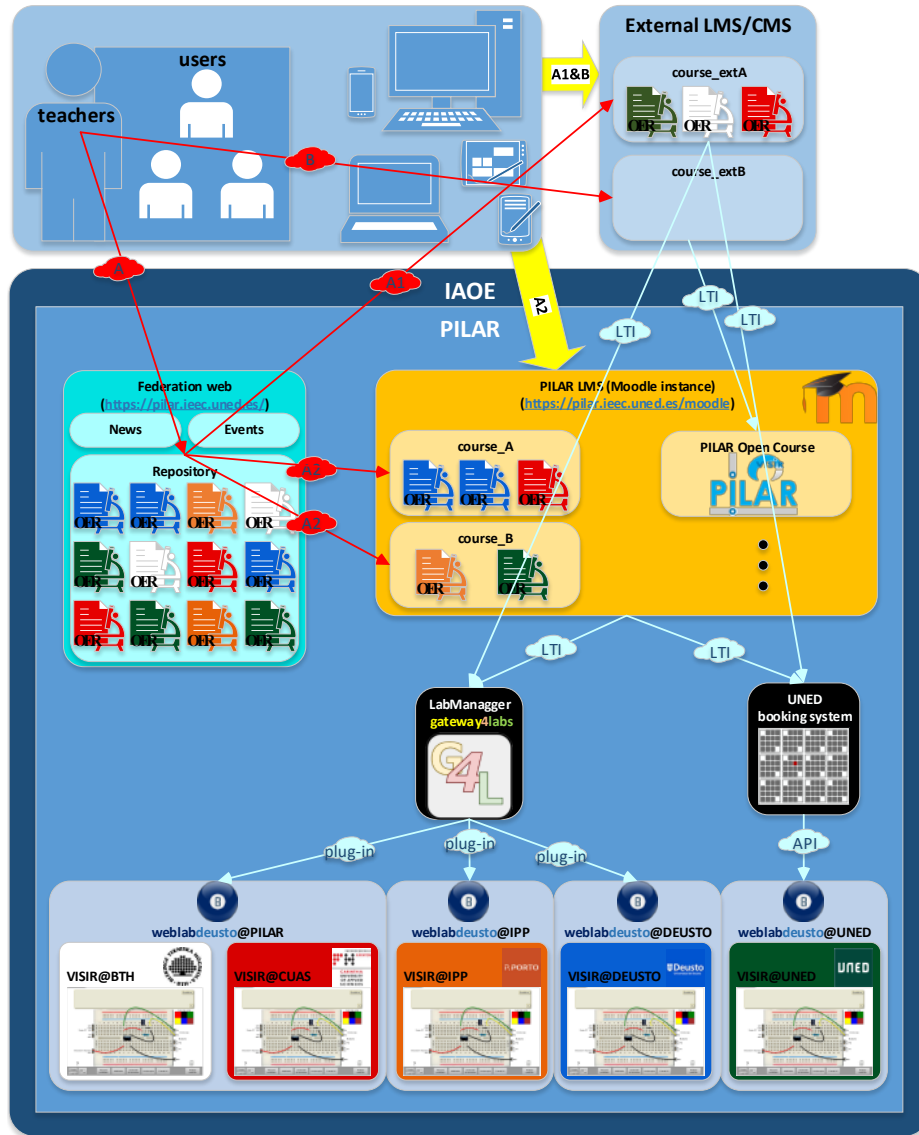 users
teachers
External LMS/CMS
course_extA
OER
OER
OER
course_extB
A1&B
B
A
A1
A2
LTI
LTI
LTI
IAOE
PILAR
Federation web
(https://pilar.ieec.uned.es/)
News
Events
Repository
OER
OER
OER
OER
OER
OER
OER
OER
OER
OER
OER
OER
A2
A2
PILAR LMS (Moodle instance)
(https://pilar.ieec.uned.es/moodle)
m
course_A
OER
OER
OER
course_B
OER
OER
PILAR Open Course
VISIR
PILAR
LTI
LTI
LabManagger
gateway4labs
G4L
UNED
booking system
plug-in
plug-in
plug-in
API
B
B
B
B
weblabdeusto@PILAR
weblabdeusto@IPP
weblabdeusto@DEUSTO
weblabdeusto@UNED
VISIR@BTH
VISIR@CUAS
VISIR@IPP
P.PORTO
VISIR@DEUSTO
Deusto
VISIR@UNED
UNED